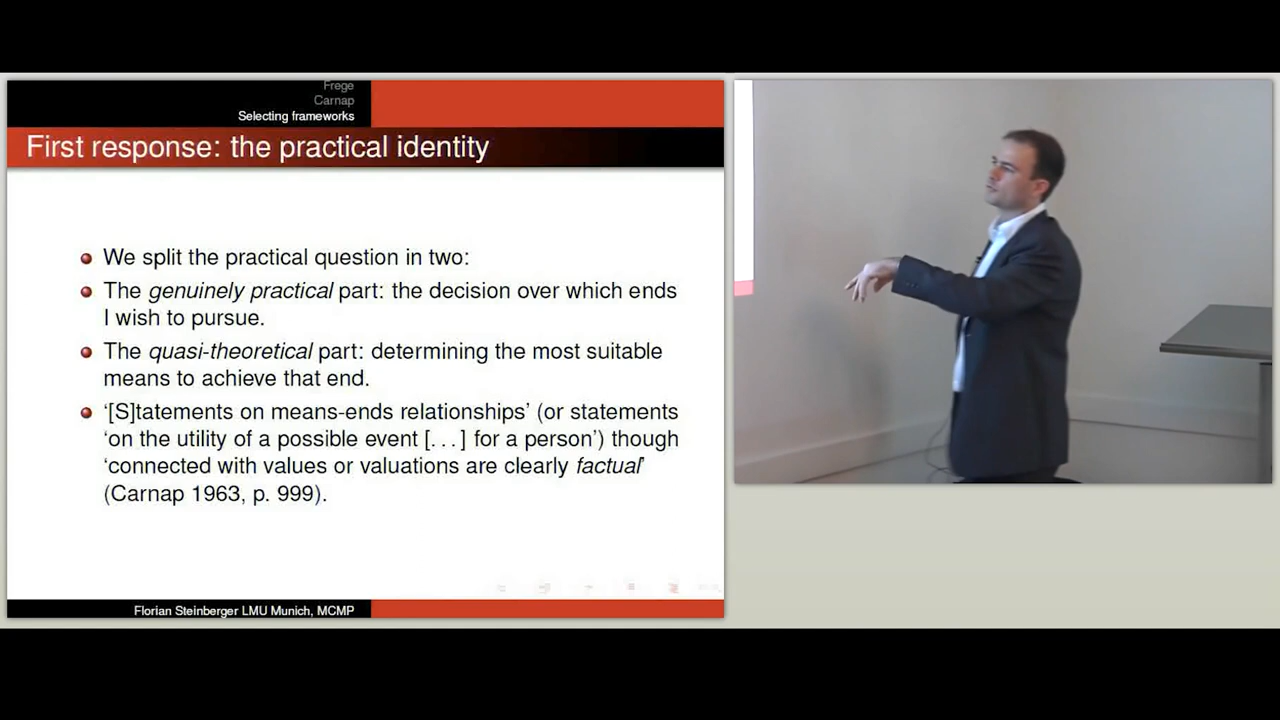 Frege
Carnap
Selecting frameworks
First response: the practical identity
We split the practical question in two:
The genuinely practical part: the decision over which ends
I wish to pursue.
The quasi-theoretical part: determining the most suitable
means to achieve that end.
‘[S]tatements on means-ends relationships’ (or statements
‘on the utility of a possible event [...] for a person’) though
‘connected with values or valuations are clearly factual’
(Carnap 1963, p. 999).
Florian Steinberger LMU Munich, MCMP